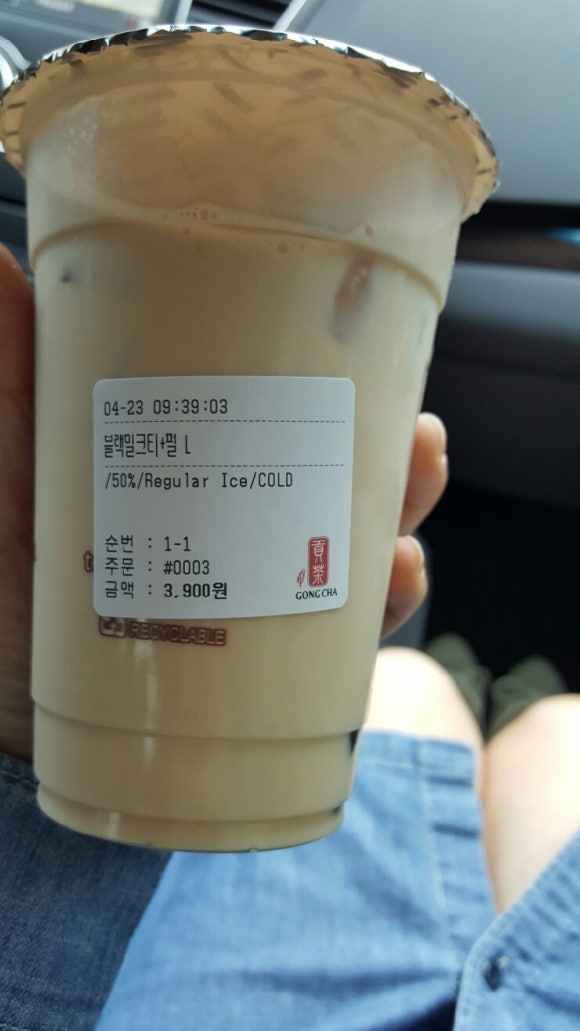 04-23 09:39:03
블랙밀크티+펄 L
/50%/Regular Ice/COLD
순번 : 1-1
주문 : #0003
금액 : 3,900원
貢茶
GONG CHA
RECYCLABLE